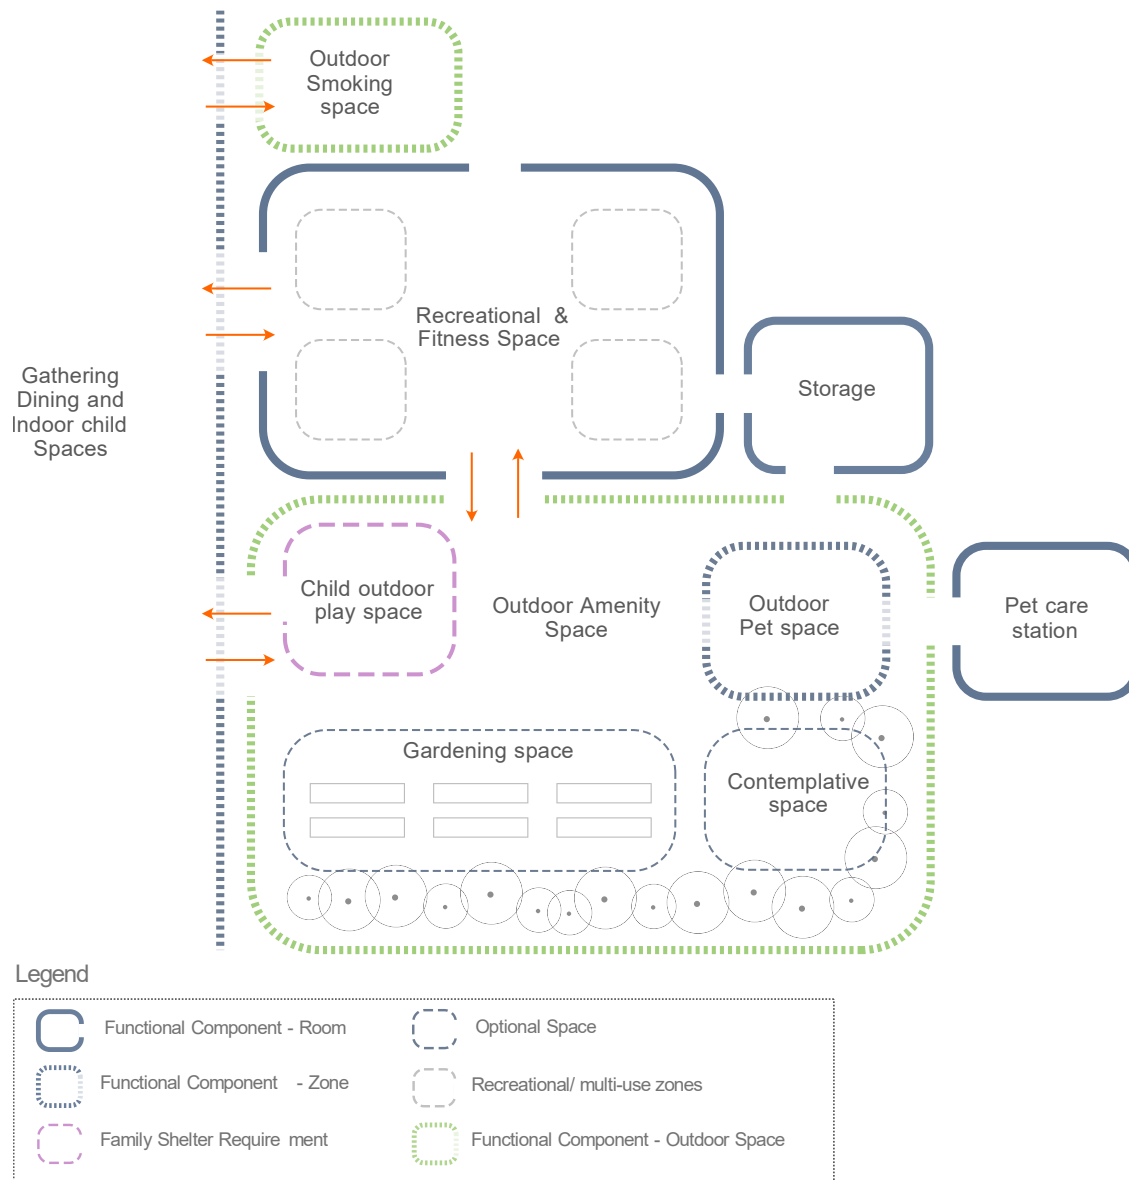 Outdoor
Smoking
space
Recreational &
Fitness Space
Storage
Gathering
Dining and
Indoor child
Spaces
Child outdoor
play space
Outdoor Amenity
Space
Outdoor
Pet space
Pet care
station
Gardening space
Contemplative
space
Legend
Functional Component - Room
Optional Space
Functional Component - Zone
Recreational/ multi-use zones
Family Shelter Require ment
Functional Component - Outdoor Space